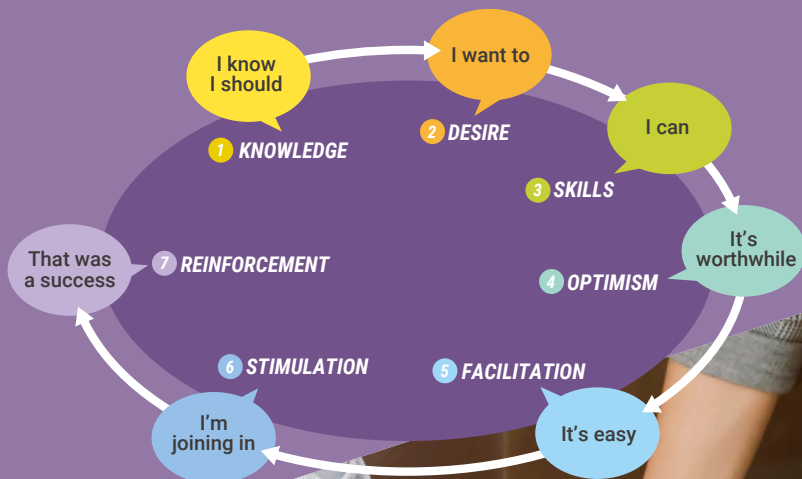 I know
I should
1 KNOWLEDGE
I want to
2 DESIRE
I can
3 SKILLS
It's
worthwhile
4 OPTIMISM
It's easy
5 FACILITATION
I'm
joining in
6 STIMULATION
That was
a success
7 REINFORCEMENT